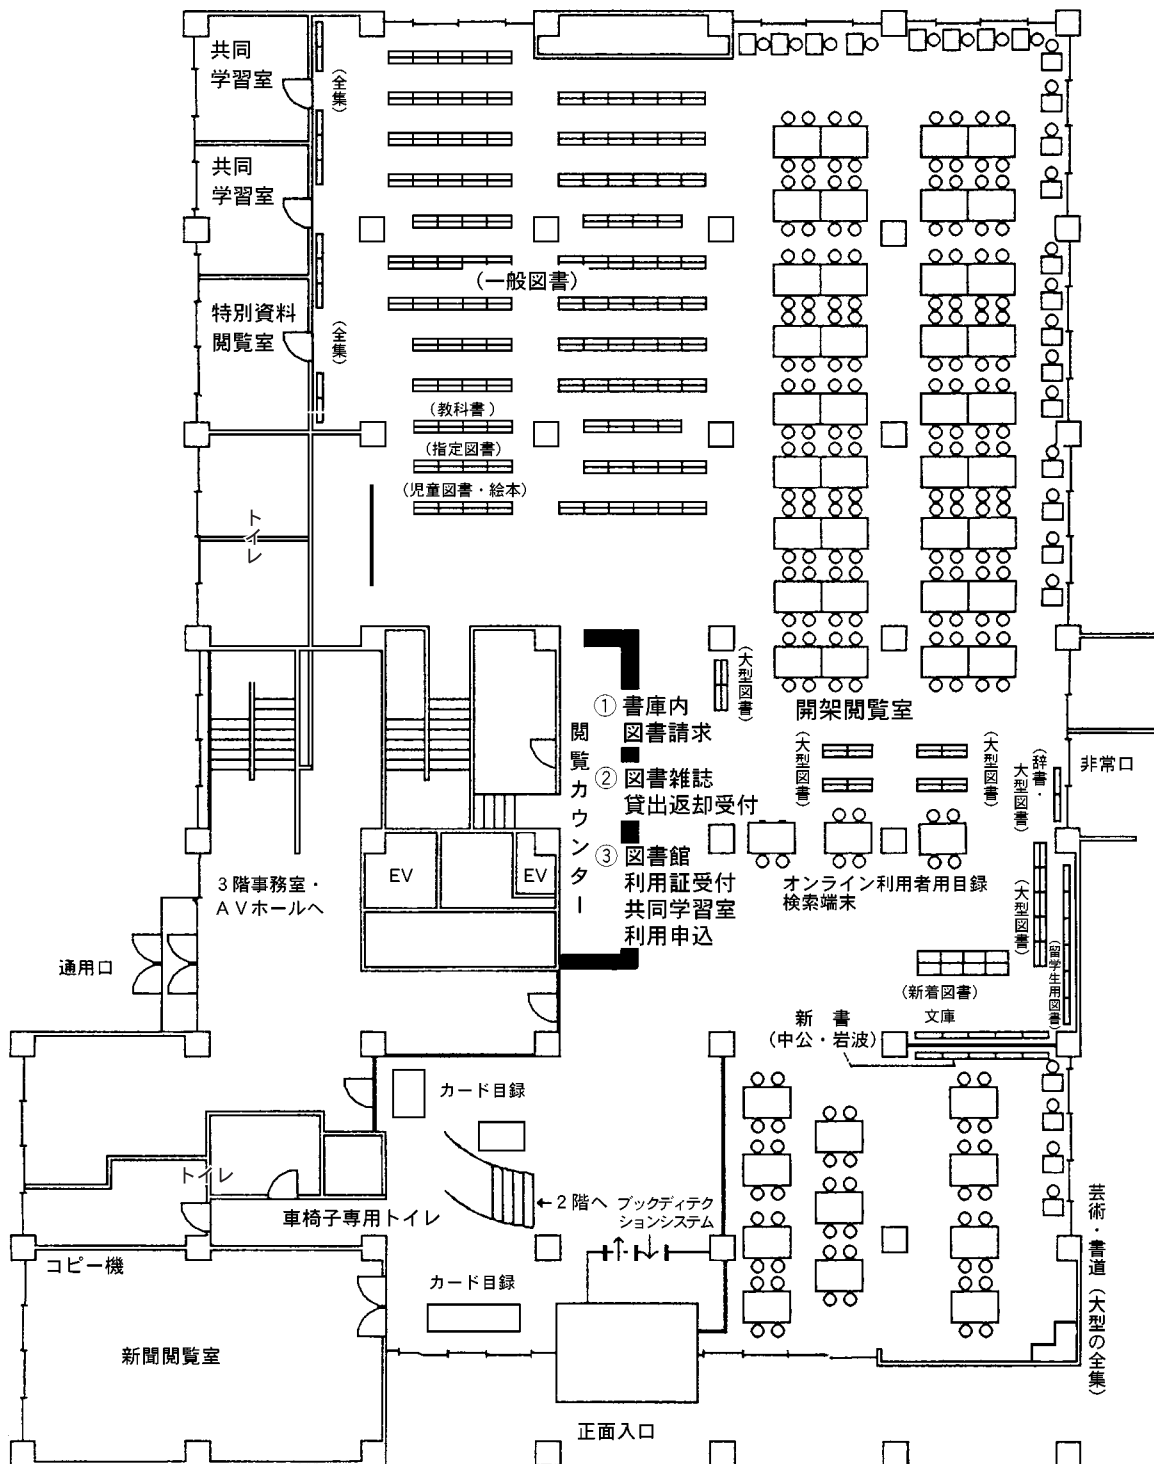 共同
学習室
(全集)
共同
学習室
特別資料
閲覧室
(全集)
(一般図書)
(教科書)
(指定図書)
(児童図書・絵本)
トイレ
閲覧カウンター
① 書庫内
図書請求
② 図書雑誌
貸出返却受付
③ 図書館
利用証受付
共同学習室
利用申込
(大型図書)
開架閲覧室
(大型図書)
(大型図書)
(辞書・
大型図書)
非常口
EV
EV
3階事務室・
AVホールへ
オンライン利用者用目録
検索端末
(大型図書)
(留学生用図書)
通用口
(新着図書)
新書
(中公・岩波)
文庫
カード目録
トイレ
←2階へ
ブックディテク
ションシステム
車椅子専用トイレ
コピー機
カード目録
新聞閲覧室
芸術・書道(大型の全集)
正面入口